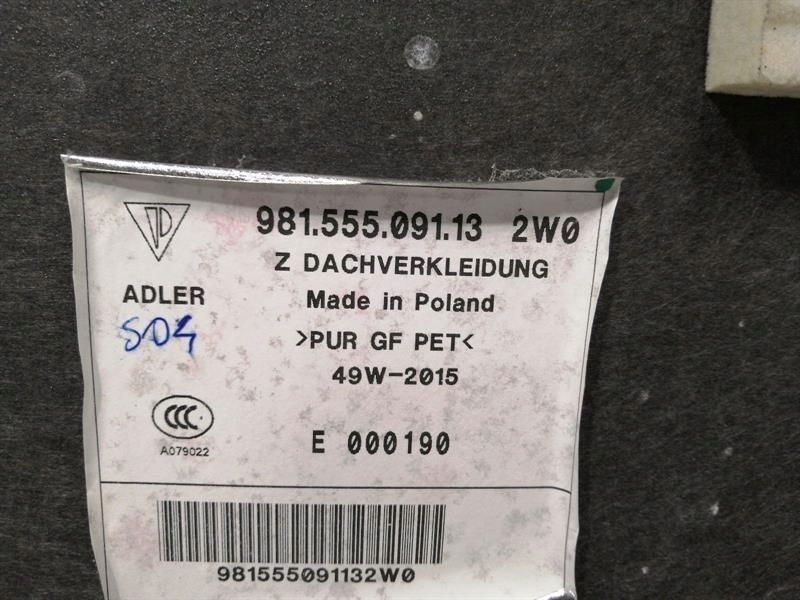 981.555.091.13 2W0
Z DACHVERKLEIDUNG
ADLER
Made in Poland
>PUR GF PET<
49W-2015
CCC
A079022
E 000190
981555091132W0